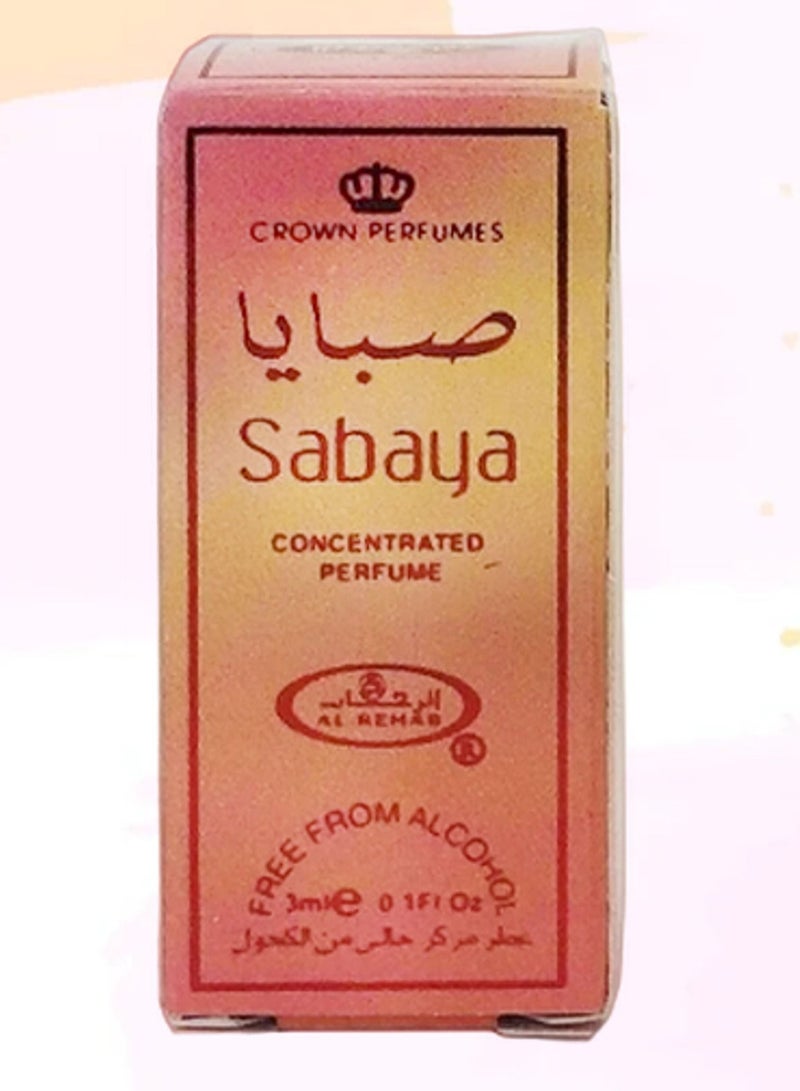 CROWN PERFUMES
صبايا
Sabaya
CONCENTRATED
PERFUME
الرحاب
AL REHAB
®
FREE FROM ALCOHOL
3ml e 0.1Fl Oz
عطر مركز خالي من الكحول